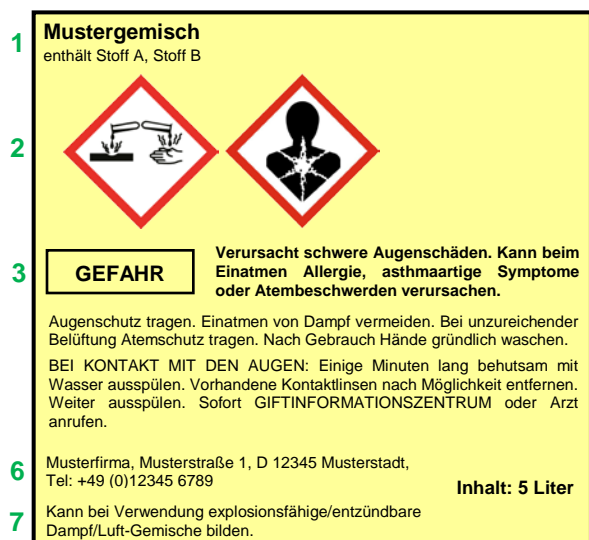 1
Mustergemisch
enthält Stoff A, Stoff B
2
3
GEFAHR
Verursacht schwere Augenschäden. Kann beim
Einatmen Allergie, asthmaartige Symptome
oder Atembeschwerden verursachen.
Augenschutz tragen. Einatmen von Dampf vermeiden. Bei unzureichender
Belüftung Atemschutz tragen. Nach Gebrauch Hände gründlich waschen.
BEI KONTAKT MIT DEN AUGEN: Einige Minuten lang behutsam mit
Wasser ausspülen. Vorhandene Kontaktlinsen nach Möglichkeit entfernen.
Weiter ausspülen. Sofort GIFTINFORMATIONSZENTRUM oder Arzt
anrufen.
6
Musterfirma, Musterstraße 1, D 12345 Musterstadt,
Tel: +49 (0)12345 6789
Inhalt: 5 Liter
7
Kann bei Verwendung explosionsfähige/entzündbare
Dampf/Luft-Gemische bilden.